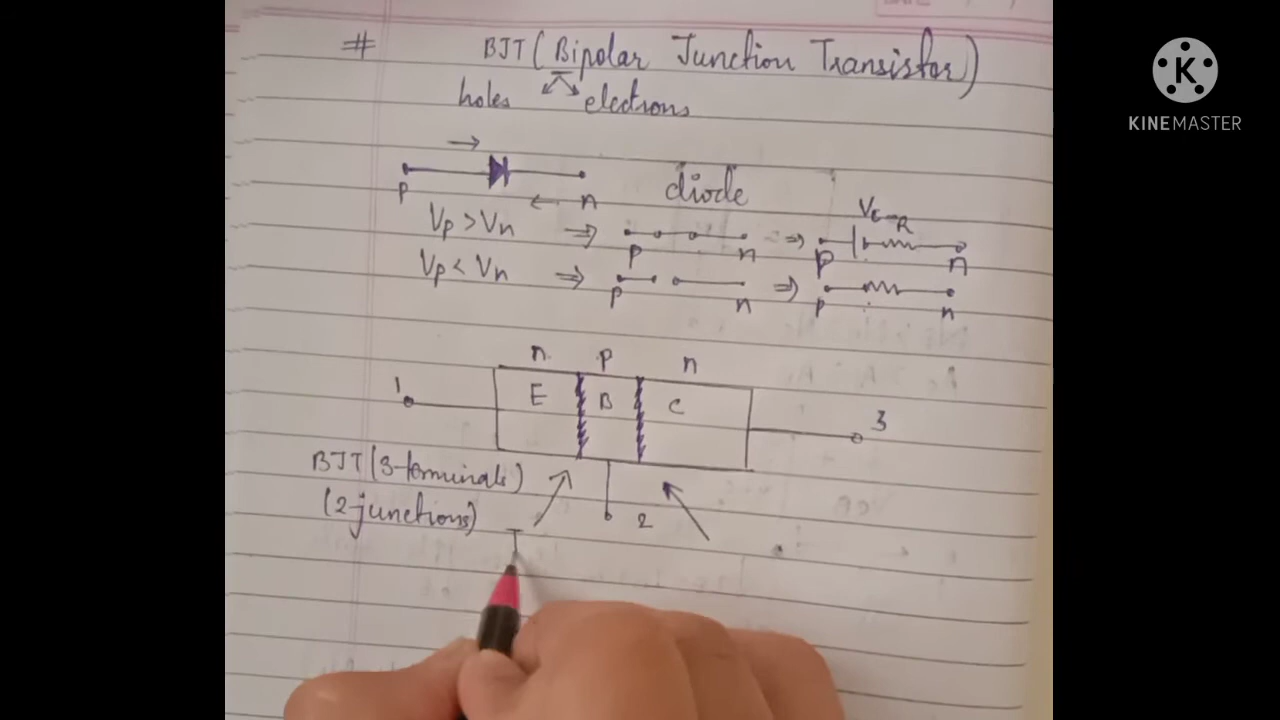 # BJT (Bipolar Junction Transistor)
holes electrons
p n diode
Vp > Vn ⇒ p n ⇒ p n R
Vp < Vn ⇒ p n ⇒ p n
n p n
1 E B C 3
BJT (3-terminals)
(2-junctions) 2
K
KINEMASTER